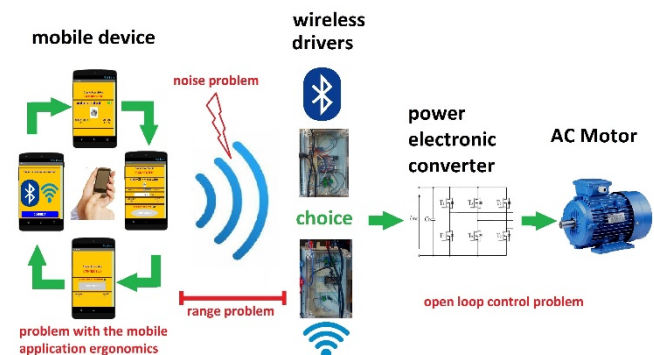 mobile device
noise problem
wireless
drivers
power
electronic
converter
AC Motor
choice
CONNECT
range problem
open loop control problem
problem with the mobile
application ergonomics